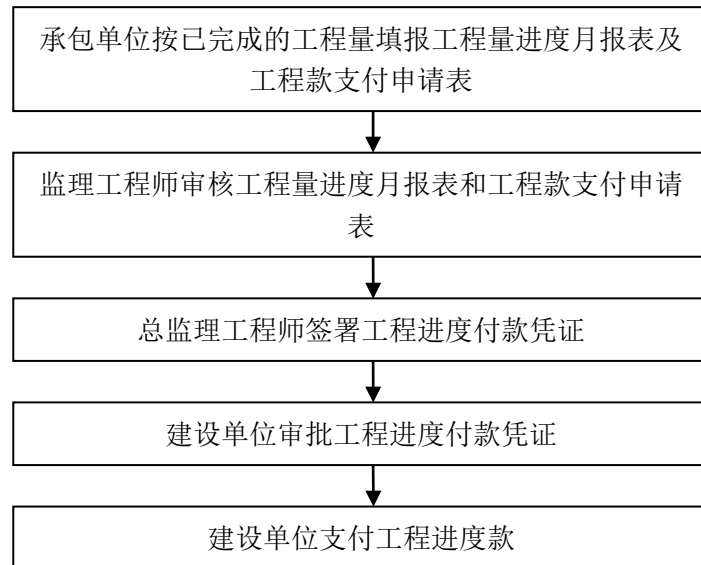 承包单位按已完成的工程量填报工程量进度月报表及
工程款支付申请表
监理工程师审核工程量进度月报表和工程款支付申请
表
总监理工程师签署工程进度付款凭证
建设单位审批工程进度付款凭证
建设单位支付工程进度款